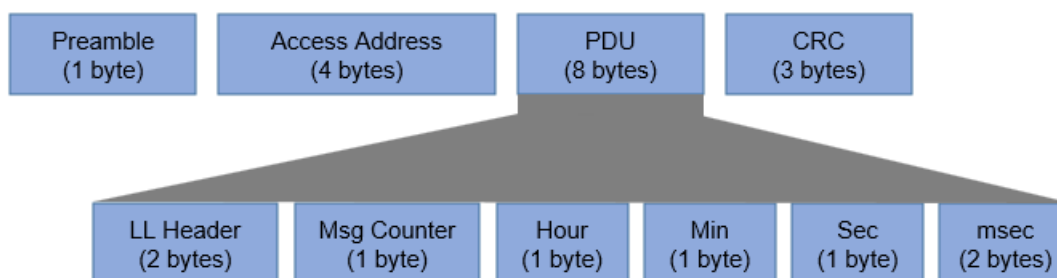 Preamble
(1 byte)
Access Address
(4 bytes)
PDU
(8 bytes)
CRC
(3 bytes)
LL Header
(2 bytes)
Msg Counter
(1 byte)
Hour
(1 byte)
Min
(1 byte)
Sec
(1 byte)
msec
(2 bytes)